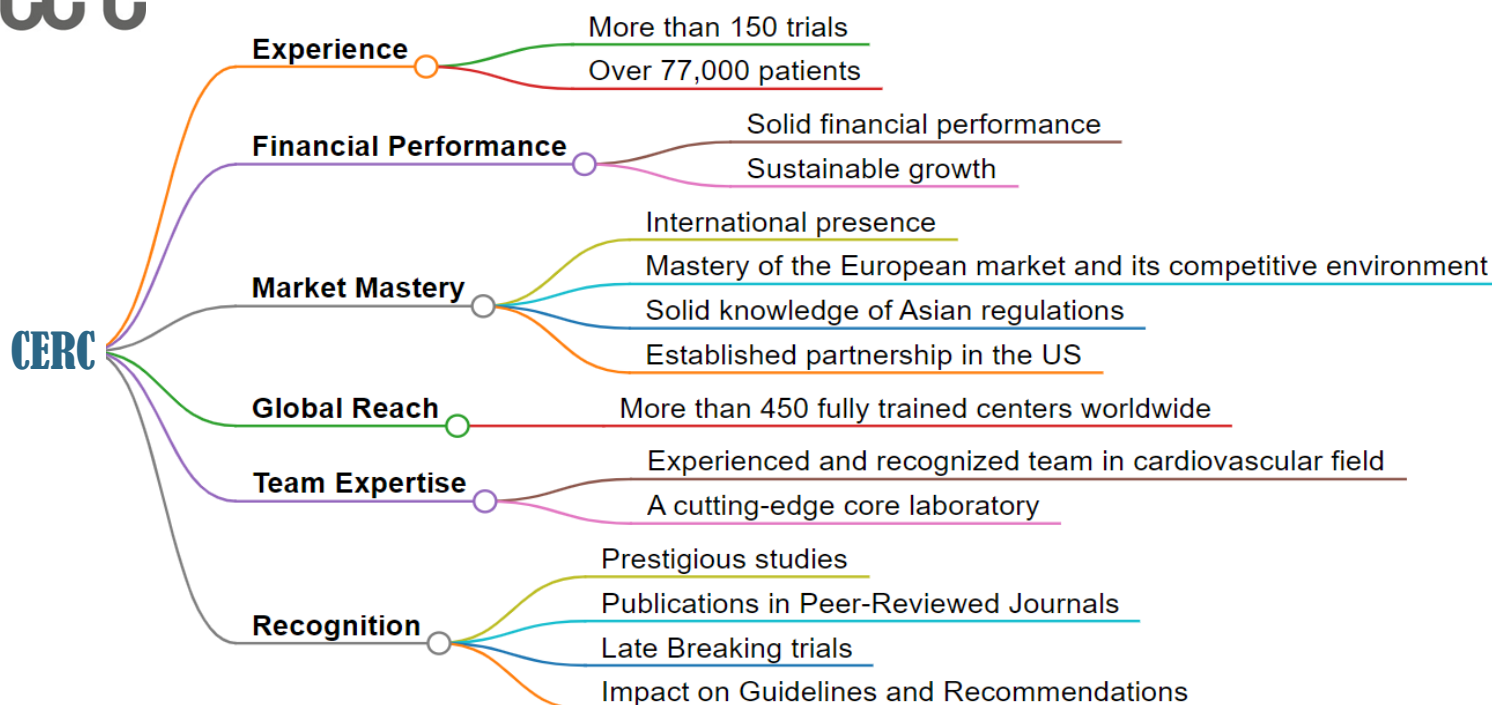 Experience
More than 150 trials
Over 77,000 patients
Financial Performance
Solid financial performance
Sustainable growth
Market Mastery
International presence
Mastery of the European market and its competitive environment
Solid knowledge of Asian regulations
Established partnership in the US
CERC
Global Reach
More than 450 fully trained centers worldwide
Team Expertise
Experienced and recognized team in cardiovascular field
A cutting-edge core laboratory
Recognition
Prestigious studies
Publications in Peer-Reviewed Journals
Late Breaking trials
Impact on Guidelines and Recommendations